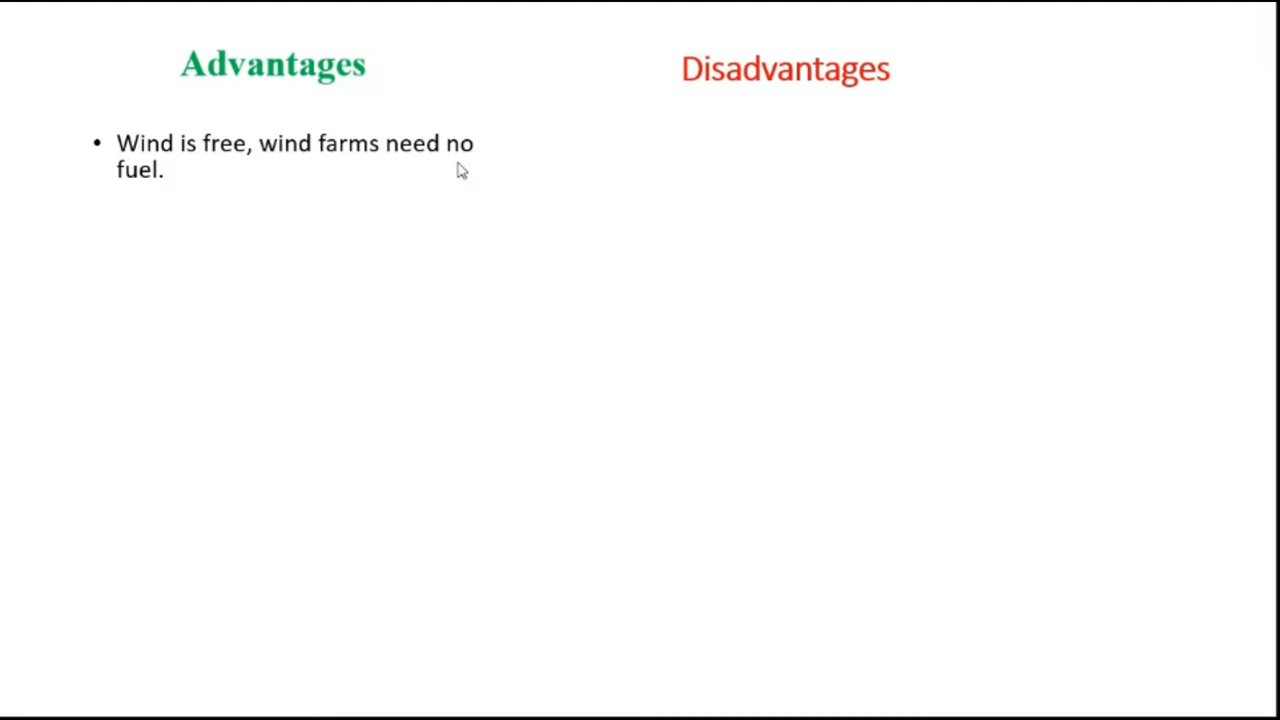 Advantages
Disadvantages
• Wind is free, wind farms need no
fuel.